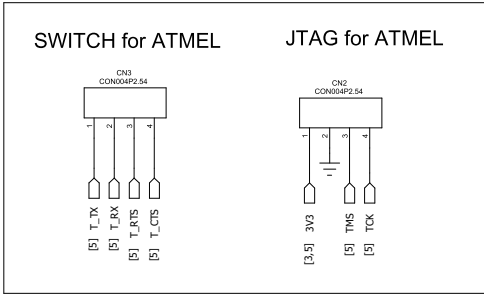 SWITCH for ATMEL
CN3
CON004P2.54
1
2
3
4
[5] T_TX
[5] T_RX
[5] T_RTS
[5] T_CTS
JTAG for ATMEL
CN2
CON004P2.54
1
2
3
4
[3,5] 3V3
[5] TMS
[5] TCK